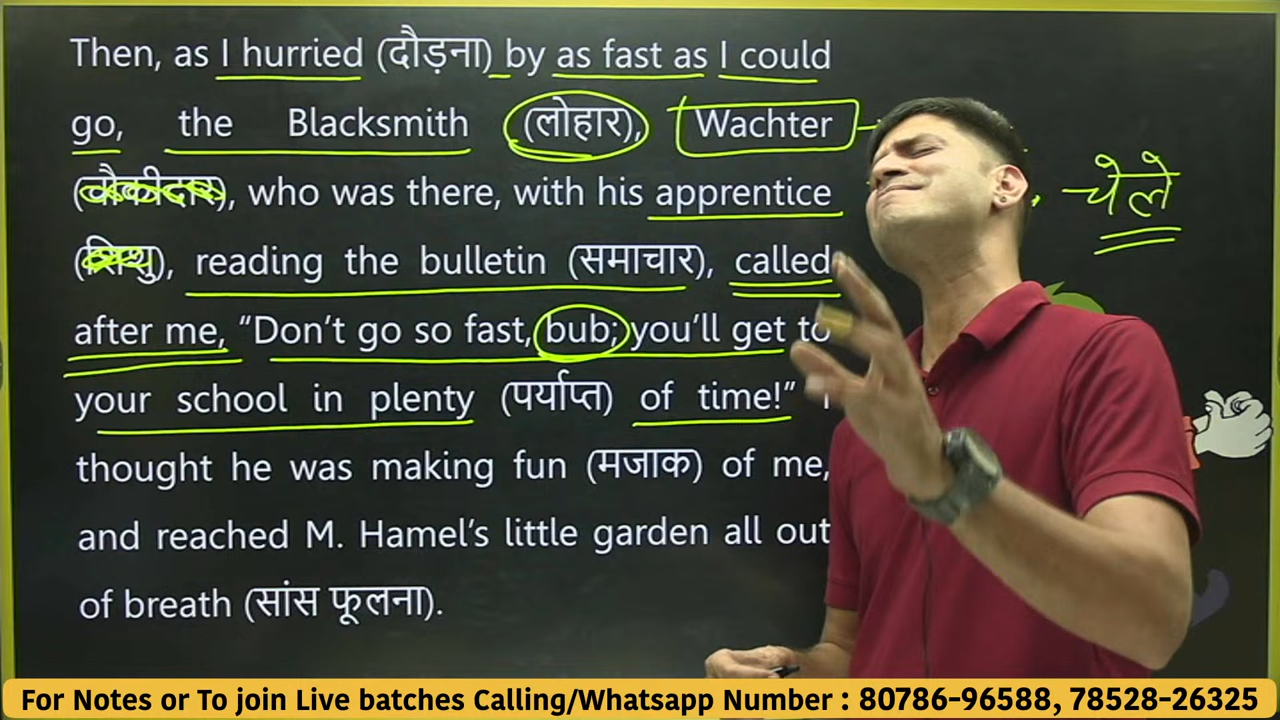 Then, as I hurried (दौड़ना) by as fast as I could
go, the Blacksmith (लोहार), Wachter
(चौकीदार), who was there, with his apprentice
चेले
(शिशु), reading the bulletin (समाचार), called
after me, “Don’t go so fast, bub; you’ll get to
your school in plenty (पर्याप्त) of time!” I
thought he was making fun (मजाक) of me,
and reached M. Hamel’s little garden all out
of breath (सांस फूलना).
For Notes or To join Live batches Calling/Whatsapp Number : 80786-96588, 78528-26325